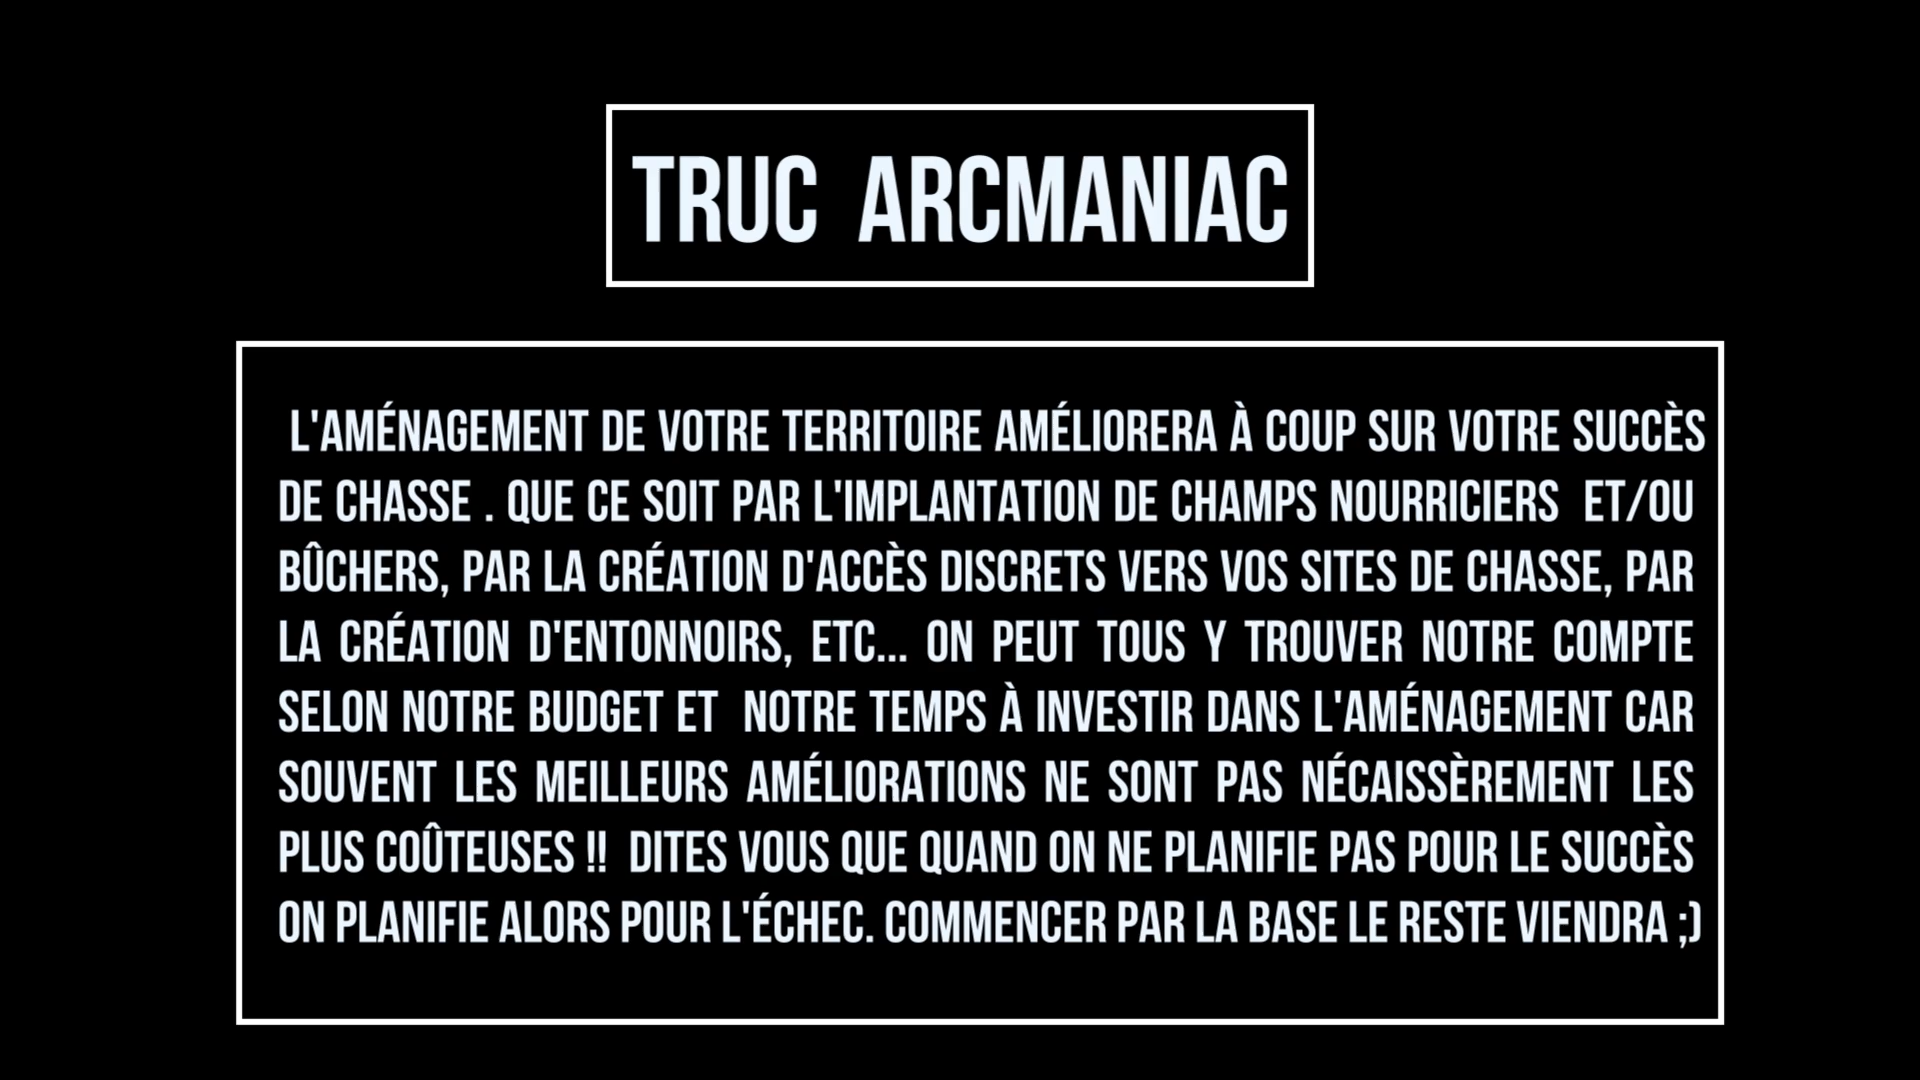 TRUC ARCMANIAC
L'AMÉNAGEMENT DE VOTRE TERRITOIRE AMÉLIORERA À COUP SUR VOTRE SUCCÈS
DE CHASSE . QUE CE SOIT PAR L'IMPLANTATION DE CHAMPS NOURRICIERS ET/OU
BÛCHERS, PAR LA CRÉATION D'ACCÈS DISCRETS VERS VOS SITES DE CHASSE, PAR
LA CRÉATION D'ENTONNOIRS, ETC... ON PEUT TOUS Y TROUVER NOTRE COMPTE
SELON NOTRE BUDGET ET NOTRE TEMPS À INVESTIR DANS L'AMÉNAGEMENT CAR
SOUVENT LES MEILLEURS AMÉLIORATIONS NE SONT PAS NÉCAISSÈREMENT LES
PLUS COÛTEUSES !! DITES VOUS QUE QUAND ON NE PLANIFIE PAS POUR LE SUCCÈS
ON PLANIFIE ALORS POUR L'ÉCHEC. COMMENCER PAR LA BASE LE RESTE VIENDRA ;)